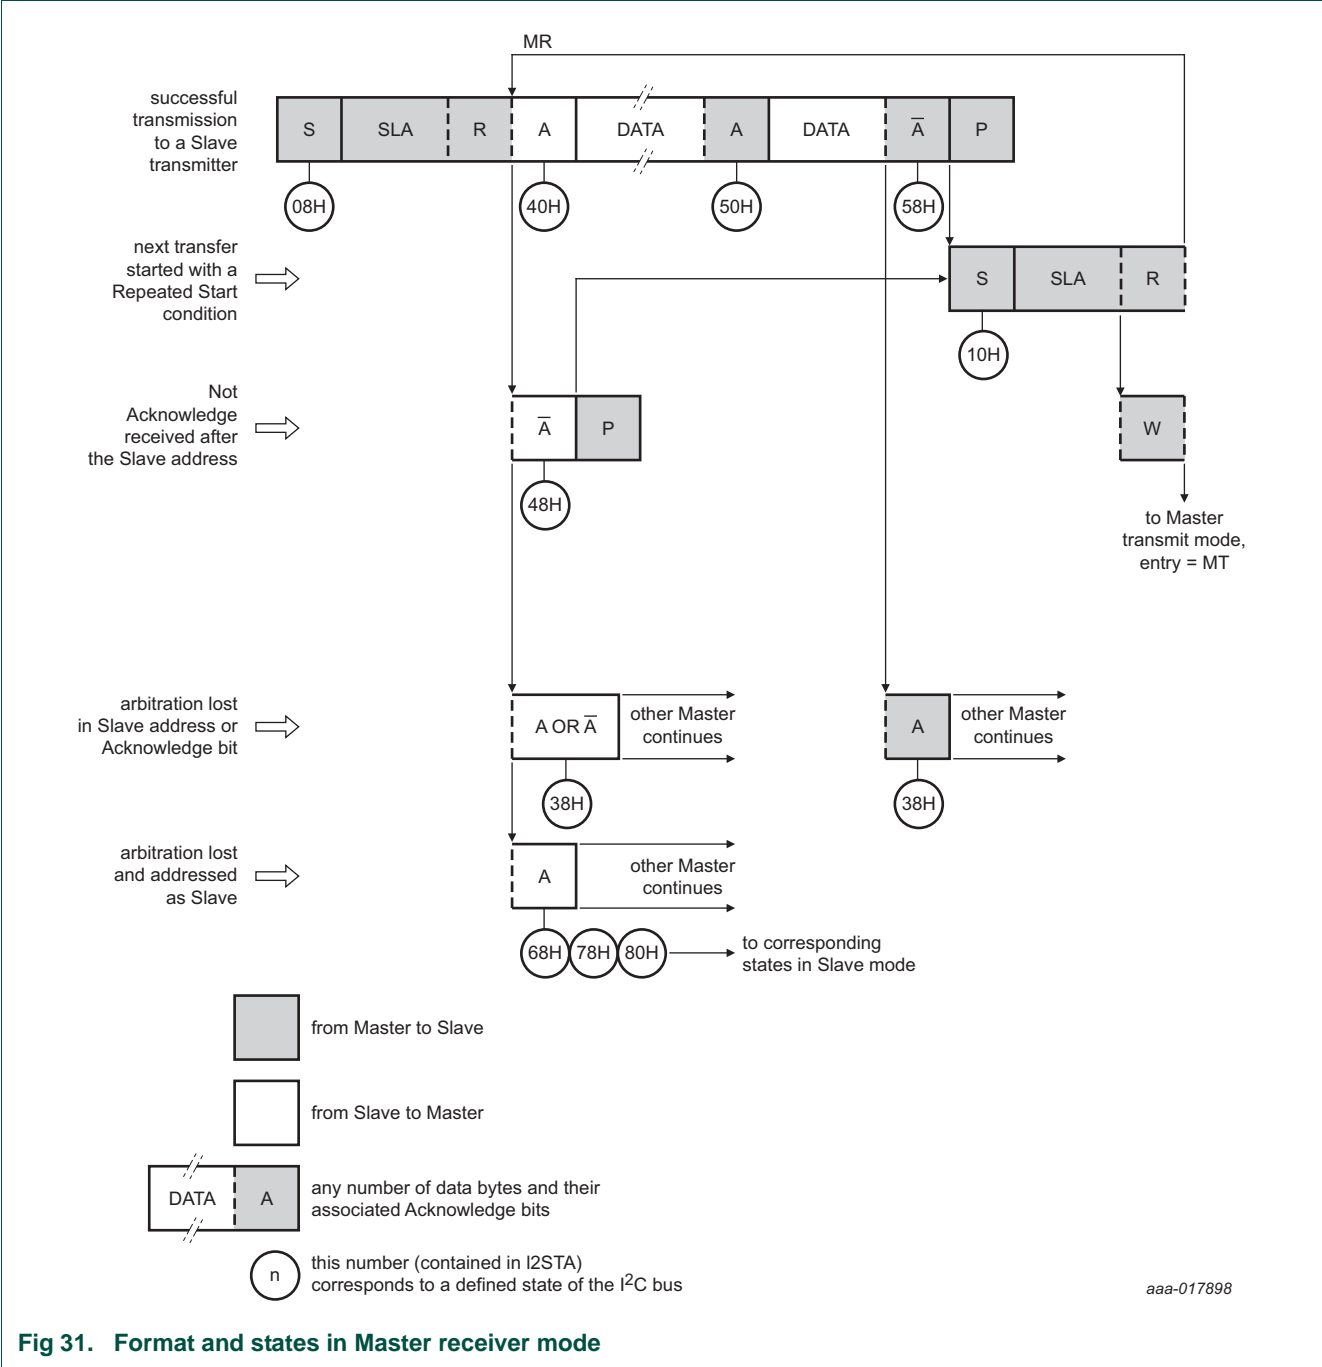 MR
successful
transmission
to a Slave
transmitter
S SLA R A DATA A DATA A̅ P
08H 40H 50H 58H
next transfer
started with a
Repeated Start
condition
S SLA R
10H
Not
Acknowledge
received after
the Slave address
A̅ P
W
48H
to Master
transmit mode,
entry = MT
arbitration lost
in Slave address or
Acknowledge bit
A OR A̅
other Master
continues
A
other Master
continues
38H 38H
arbitration lost
and addressed
as Slave
A
other Master
continues
68H 78H 80H
to corresponding
states in Slave mode
from Master to Slave
from Slave to Master
DATA A
any number of data bytes and their
associated Acknowledge bits
n
this number (contained in I2STA)
corresponds to a defined state of the I²C bus
aaa-017898
Fig 31. Format and states in Master receiver mode